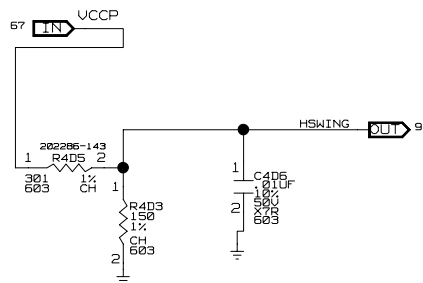 VCCP
67 IN
HSWING OUT 9
202286-143
1 R4D5 2
301 1%
603 CH
1
R4D3
150
1%
CH
603
2
1
C4D6
.01UF
10%
50V
X7R
603
2